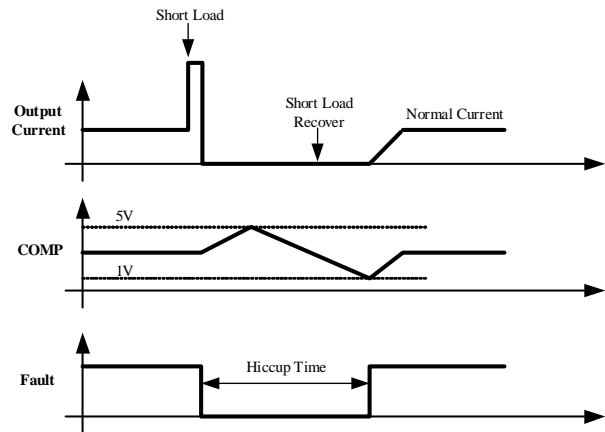 Short Load
Output
Current
Short Load
Recover
Normal Current
5V
COMP
1V
Hiccup Time
Fault